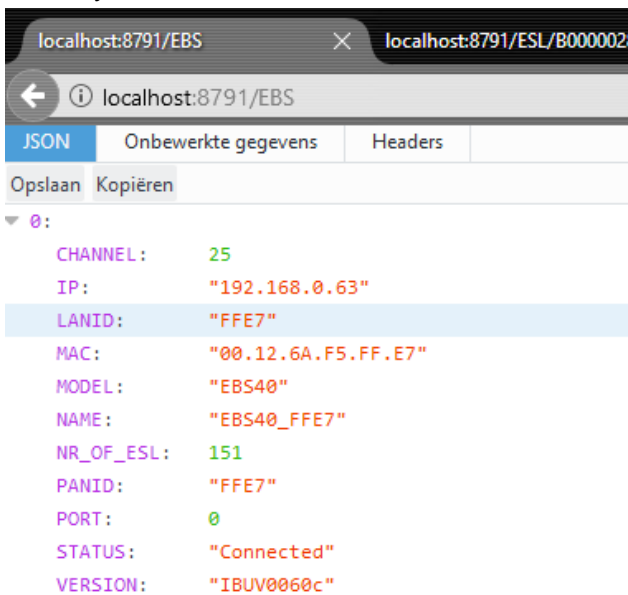 localhost:8791/EBS localhost:8791/ESL/B000002
localhost:8791/EBS
JSON Onbewerkte gegevens Headers
Opslaan Kopiëren
0:
CHANNEL: 25
IP: "192.168.0.63"
LANID: "FFE7"
MAC: "00.12.6A.F5.FF.E7"
MODEL: "EBS40"
NAME: "EBS40_FFE7"
NR_OF_ESL: 151
PANID: "FFE7"
PORT: 0
STATUS: "Connected"
VERSION: "IBUV0060c"